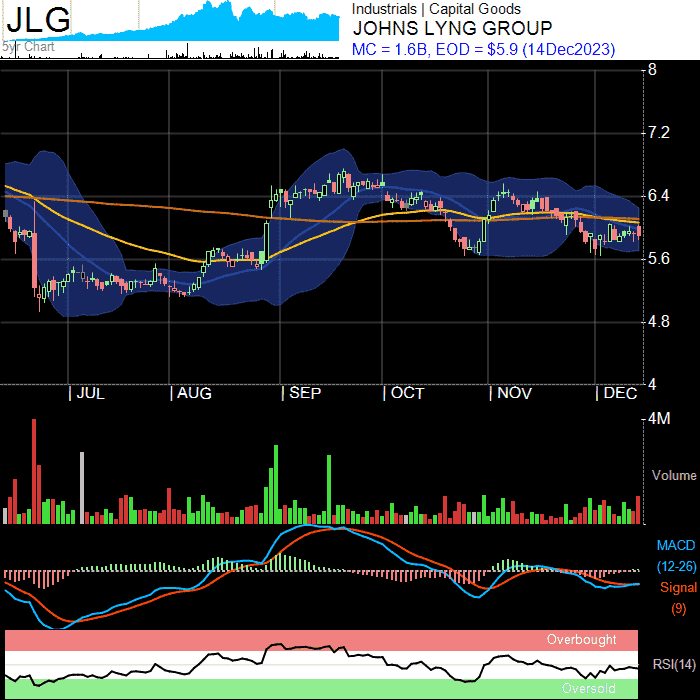 JLG
5yr Chart
Industrials | Capital Goods
JOHNS LYNG GROUP
MC = 1.6B, EOD = $5.9 (14Dec2023)
8
7.2
6.4
5.6
4.8
4
| JUL | AUG | SEP | OCT | NOV | DEC
4M
Volume
MACD
(12-26)
Signal
(9)
Overbought
RSI(14)
Oversold